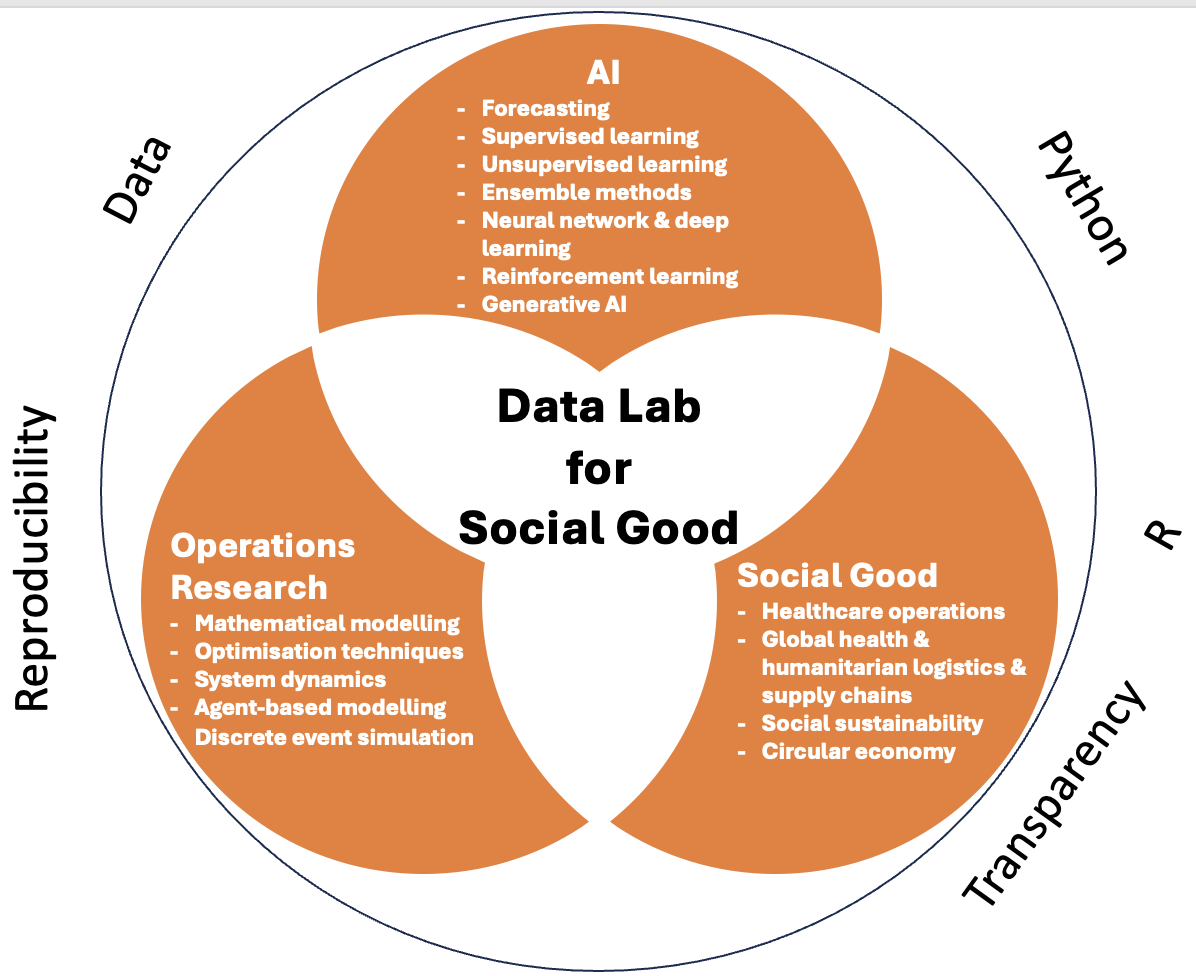 AI
- Forecasting
- Supervised learning
- Unsupervised learning
- Ensemble methods
- Neural network & deep
learning
- Reinforcement learning
- Generative AI
Data
Python
Data Lab
for
Social Good
Reproducibility
R
Operations
Research
- Mathematical modelling
- Optimisation techniques
- System dynamics
- Agent-based modelling
Discrete event simulation
Social Good
- Healthcare operations
- Global health &
humanitarian logistics &
supply chains
- Social sustainability
- Circular economy
Transparency